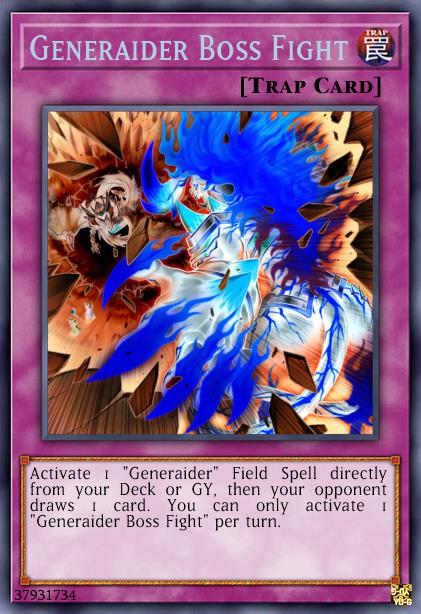 Generaider Boss Fight
TRAP
罠
[Trap Card]
Activate 1 "Generaider" Field Spell directly
from your Deck or GY, then your opponent
draws 1 card. You can only activate 1
"Generaider Boss Fight" per turn.
37931734